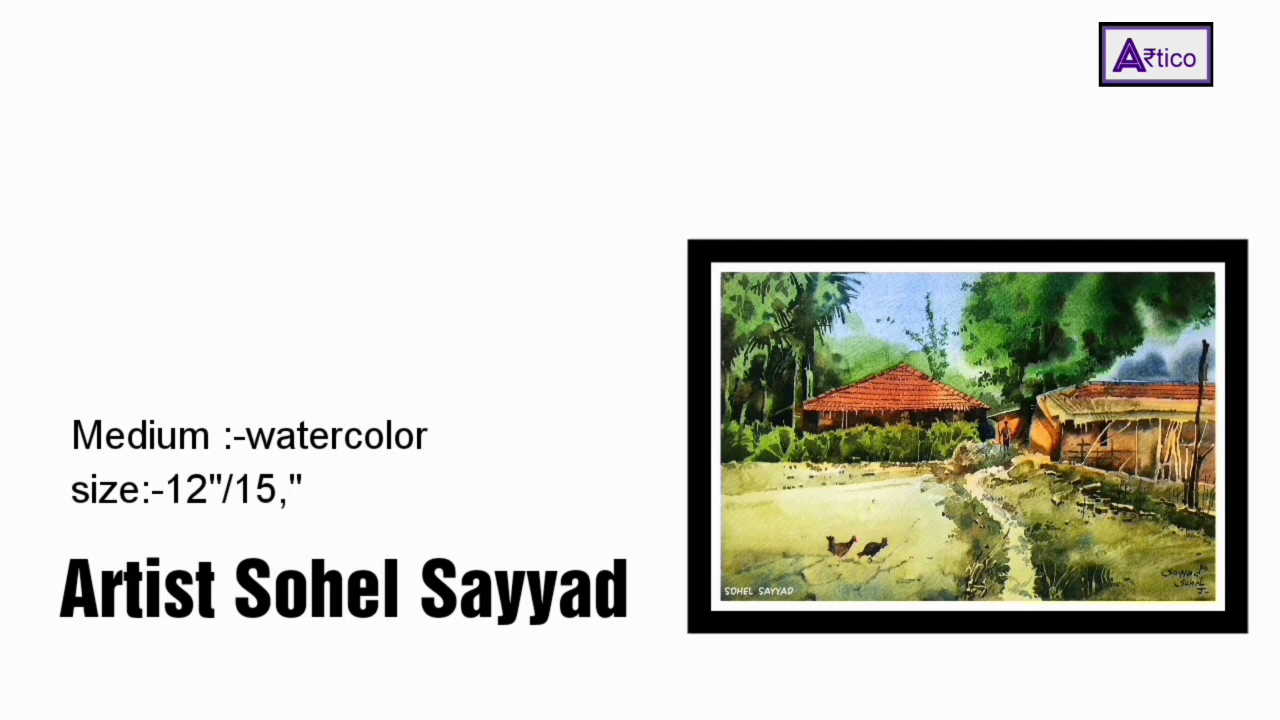 A₹tico
Medium :-watercolor
size:-12"/15,"
Artist Sohel Sayyad
SOHEL SAYYAD